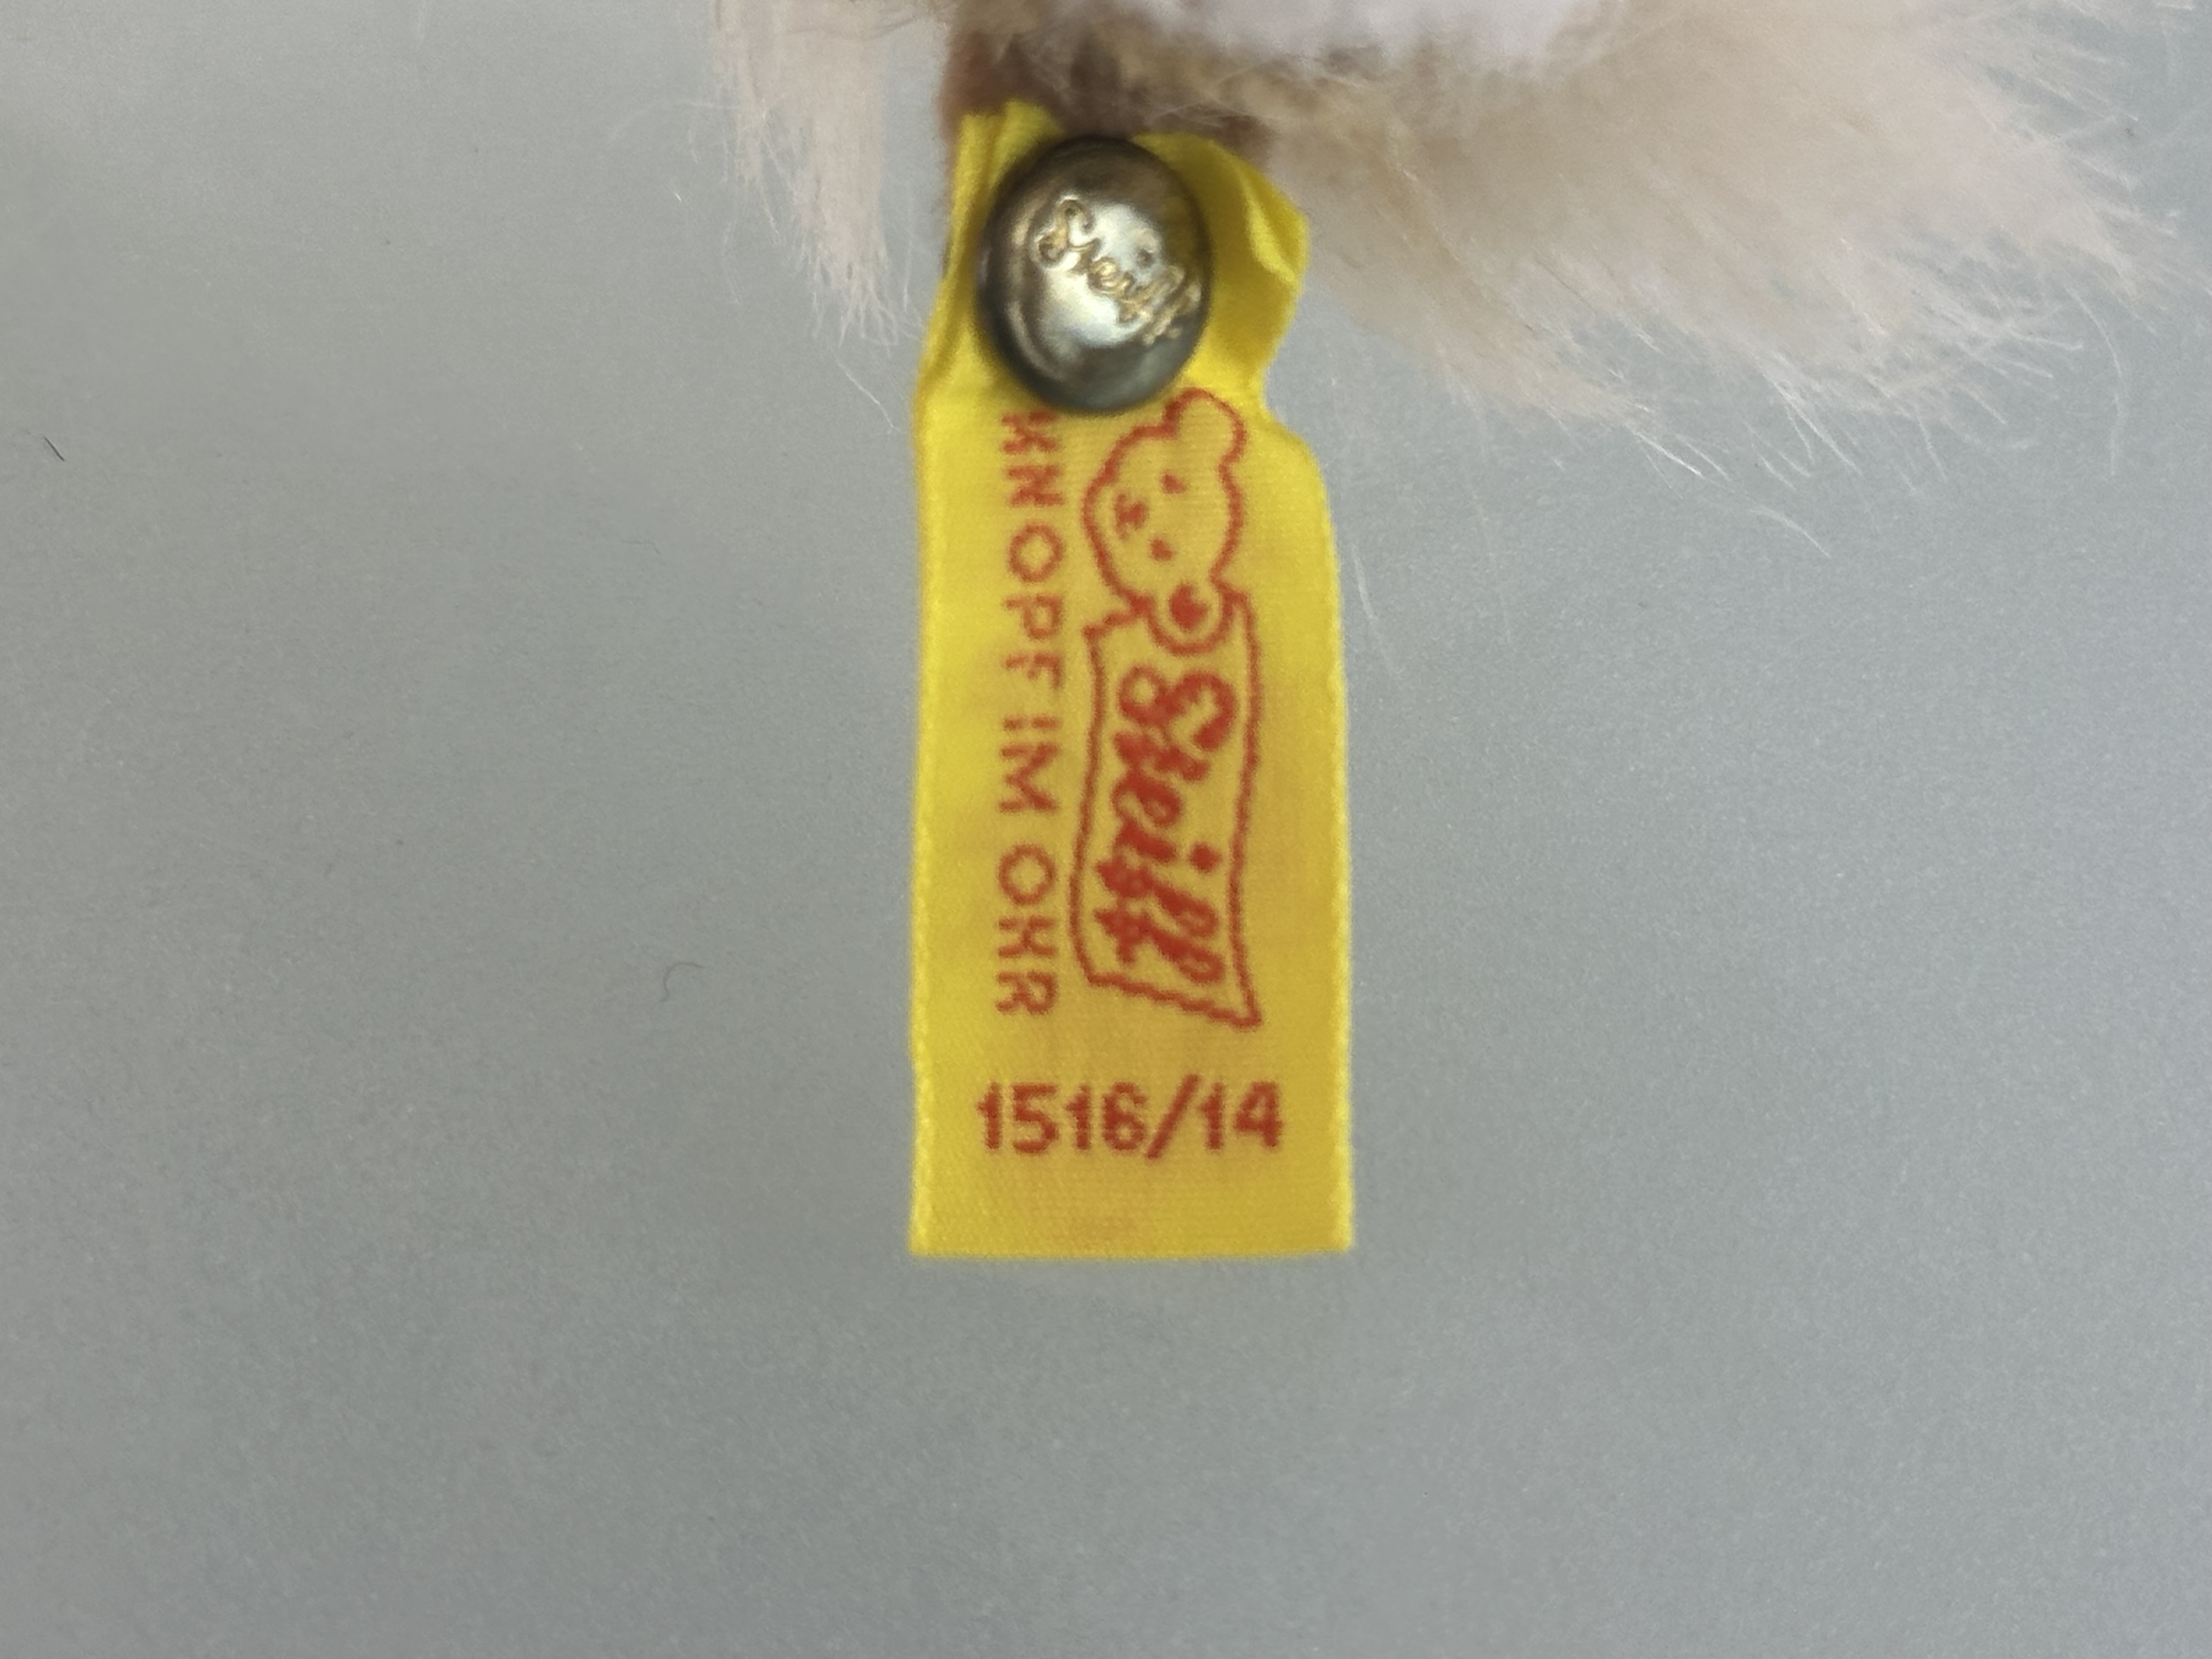 Steiff
Steiff
KNOPF IM OHR
1516/14